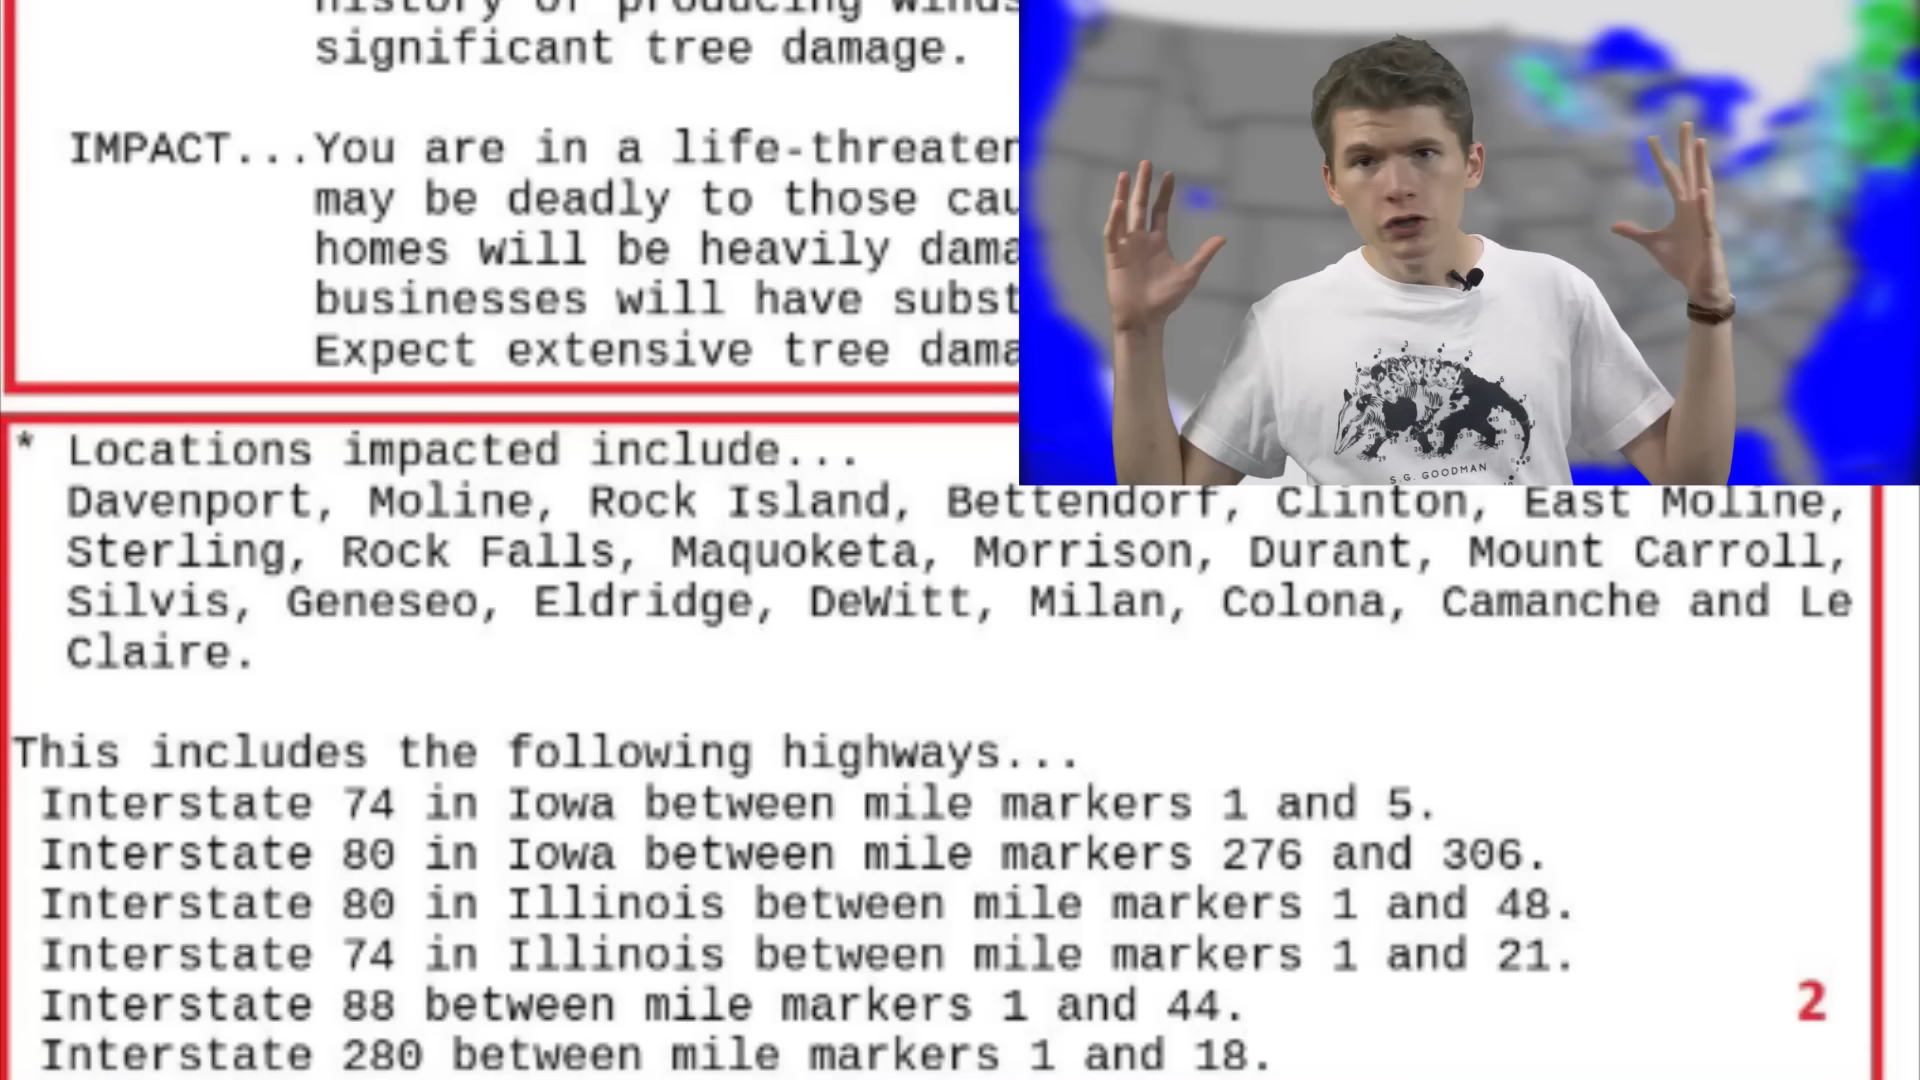 significant tree damage.
IMPACT...You are in a life-threaten
may be deadly to those cau
homes will be heavily dama
businesses will have subst
Expect extensive tree dama
* Locations impacted include...
Davenport, Moline, Rock Island, Bettendorf, Clinton, East Moline,
Sterling, Rock Falls, Maquoketa, Morrison, Durant, Mount Carroll,
Silvis, Geneseo, Eldridge, DeWitt, Milan, Colona, Camanche and Le
Claire.
This includes the following highways...
Interstate 74 in Iowa between mile markers 1 and 5.
Interstate 80 in Iowa between mile markers 276 and 306.
Interstate 80 in Illinois between mile markers 1 and 48.
Interstate 74 in Illinois between mile markers 1 and 21.
Interstate 88 between mile markers 1 and 44.
Interstate 280 between mile markers 1 and 18.
2
S.G. GOODMAN